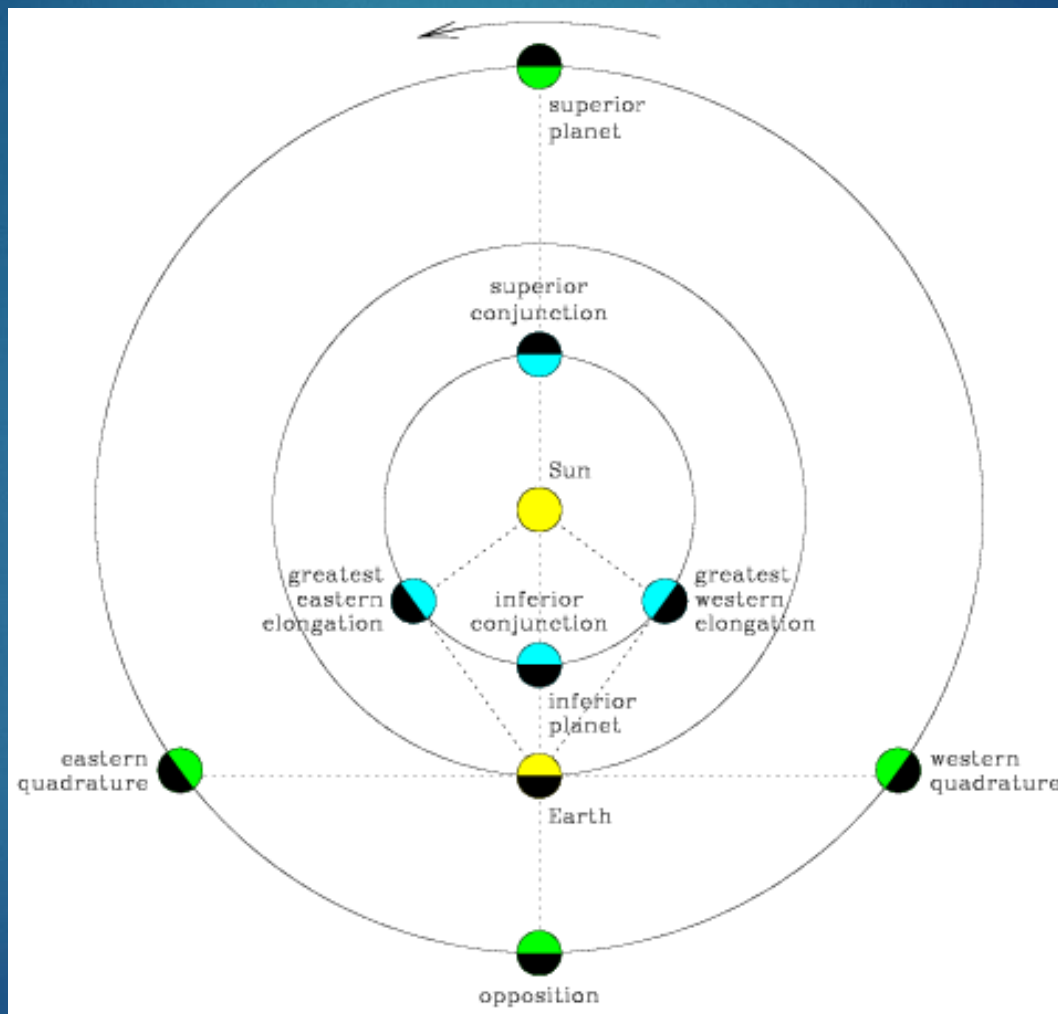 superior
planet
superior
conjunction
Sun
greatest
eastern
elongation
inferior
conjunction
greatest
western
elongation
inferior
planet
eastern
quadrature
western
quadrature
Earth
opposition